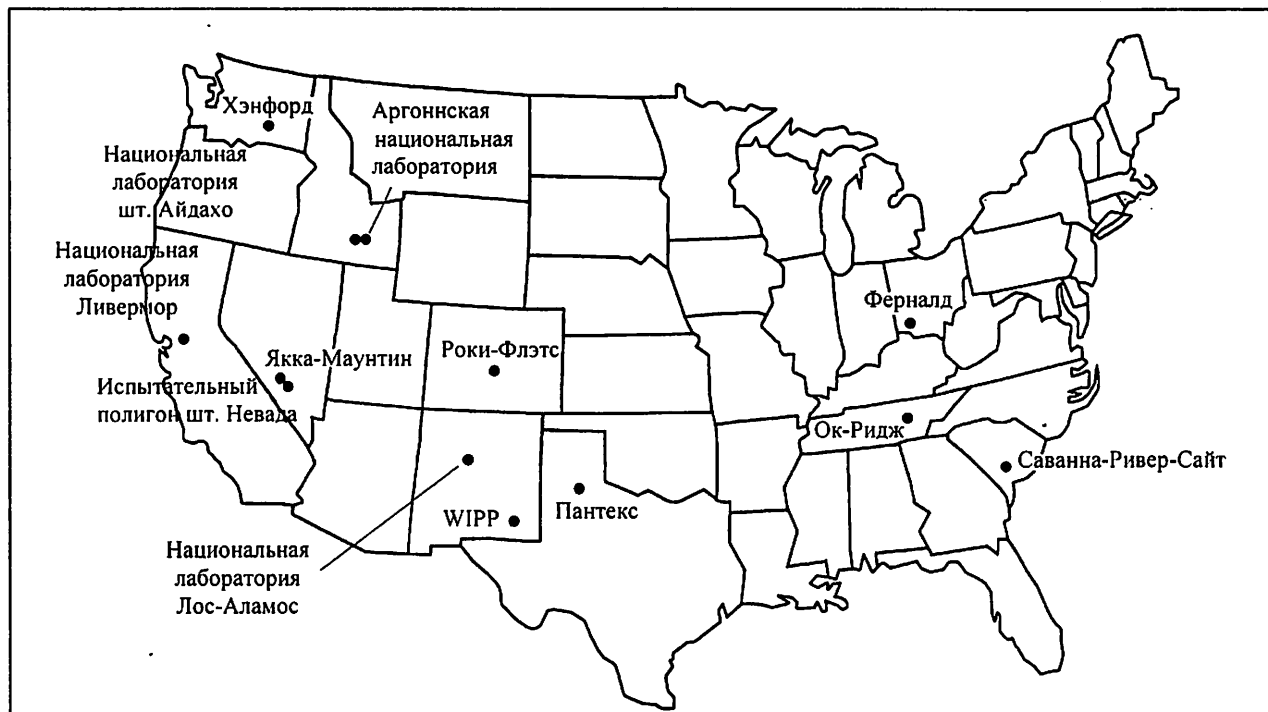 Хэнфорд
Аргоннская
национальная
лаборатория
Национальная
лаборатория
шт. Айдахо
Национальная
лаборатория
Ливермор
Якка-Маунтин
Испытательный
полигон шт. Невада
Роки-Флэтс
Ферналд
Ок-Ридж
Саванна-Ривер-Сайт
WIPP
Пантекс
Национальная
лаборатория
Лос-Аламос